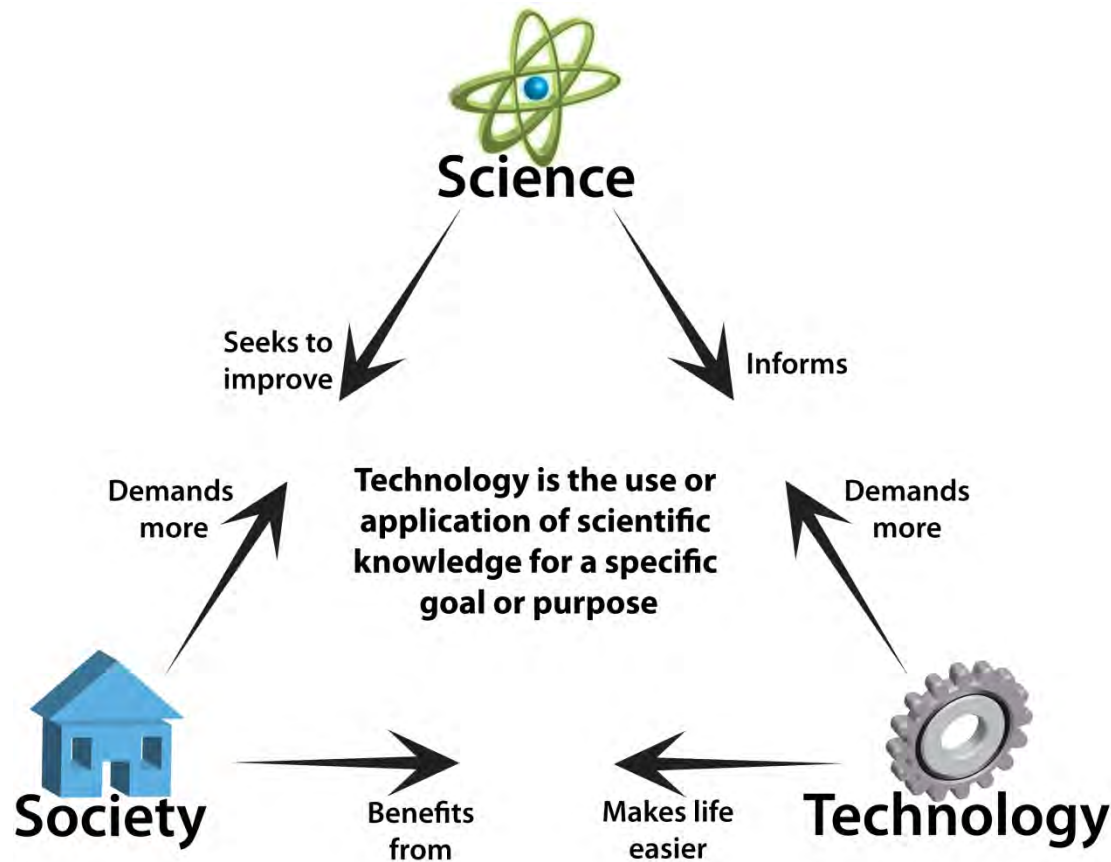 Science
Seeks to
improve
Informs
Demands
more
Technology is the use or
application of scientific
knowledge for a specific
goal or purpose
Demands
more
Society
Benefits
from
Makes life
easier
Technology